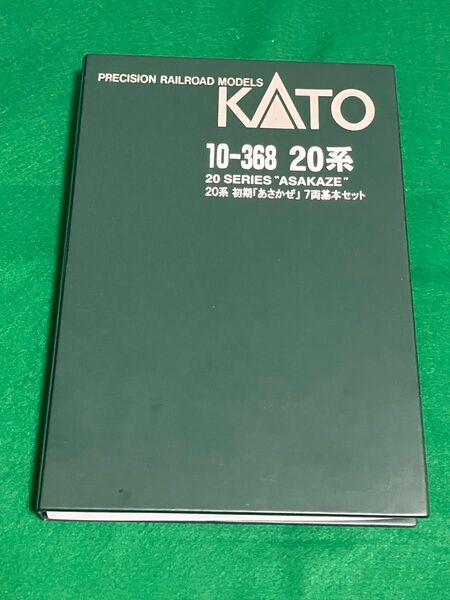 PRECISION RAILROAD MODELS
KATO
10-368 20系
20 SERIES "ASAKAZE"
20系 初期「あさかぜ」7両基本セット